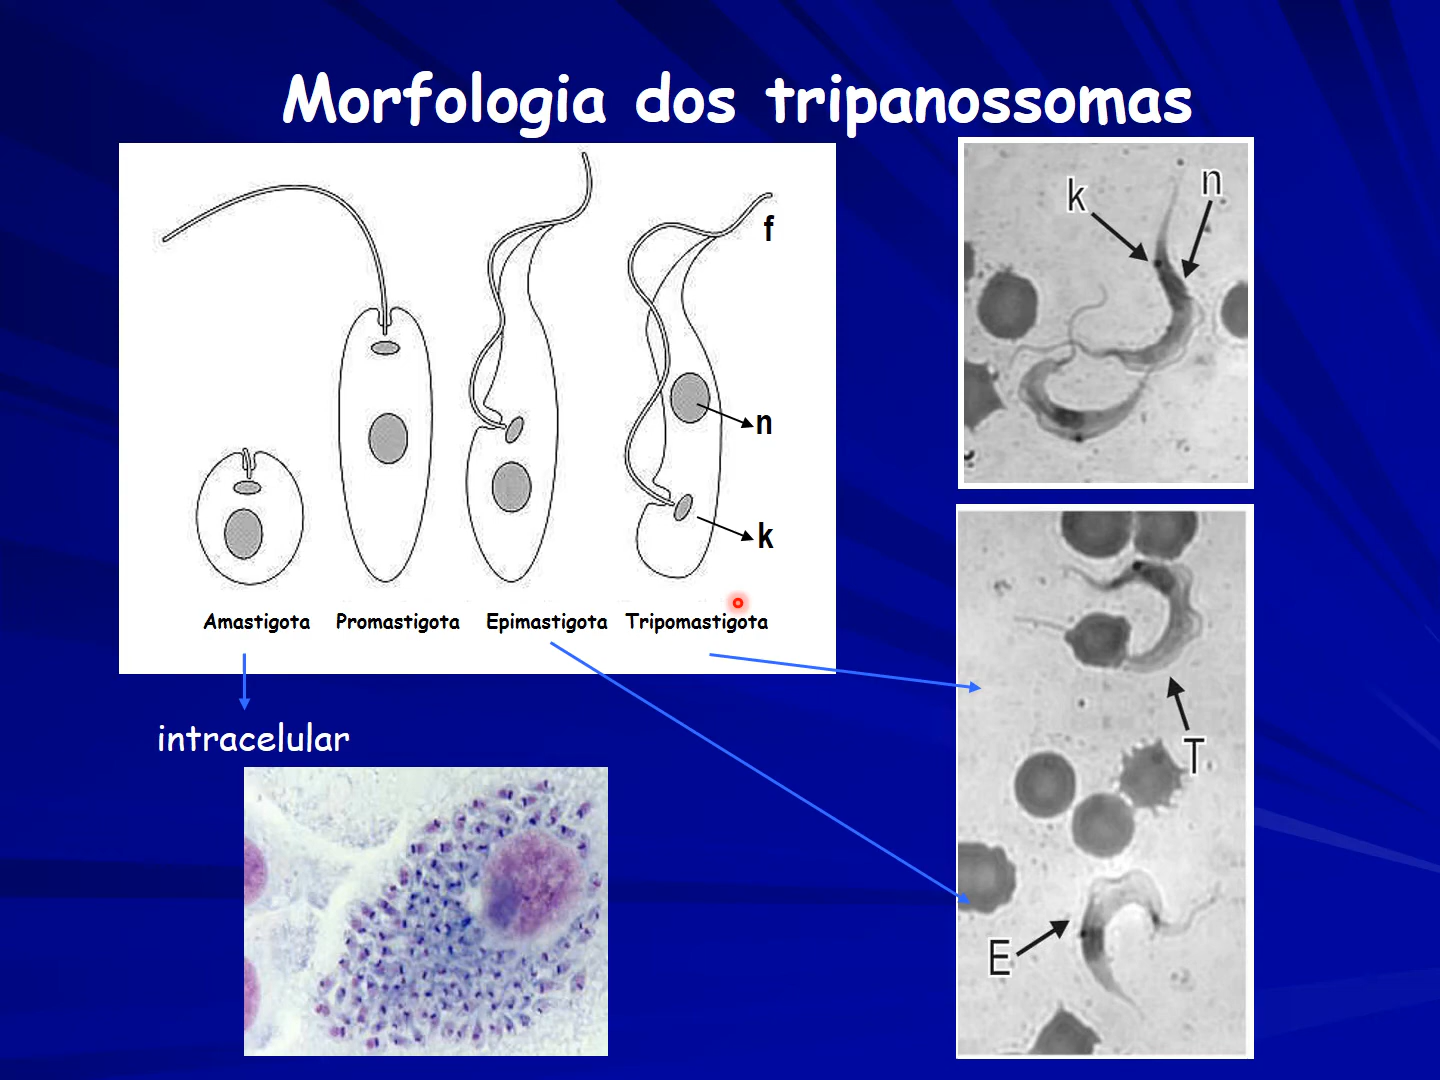 Morfologia dos tripanossomas
f
n
k
Amastigota Promastigota Epimastigota Tripomastigota
intracelular
k n
T
E